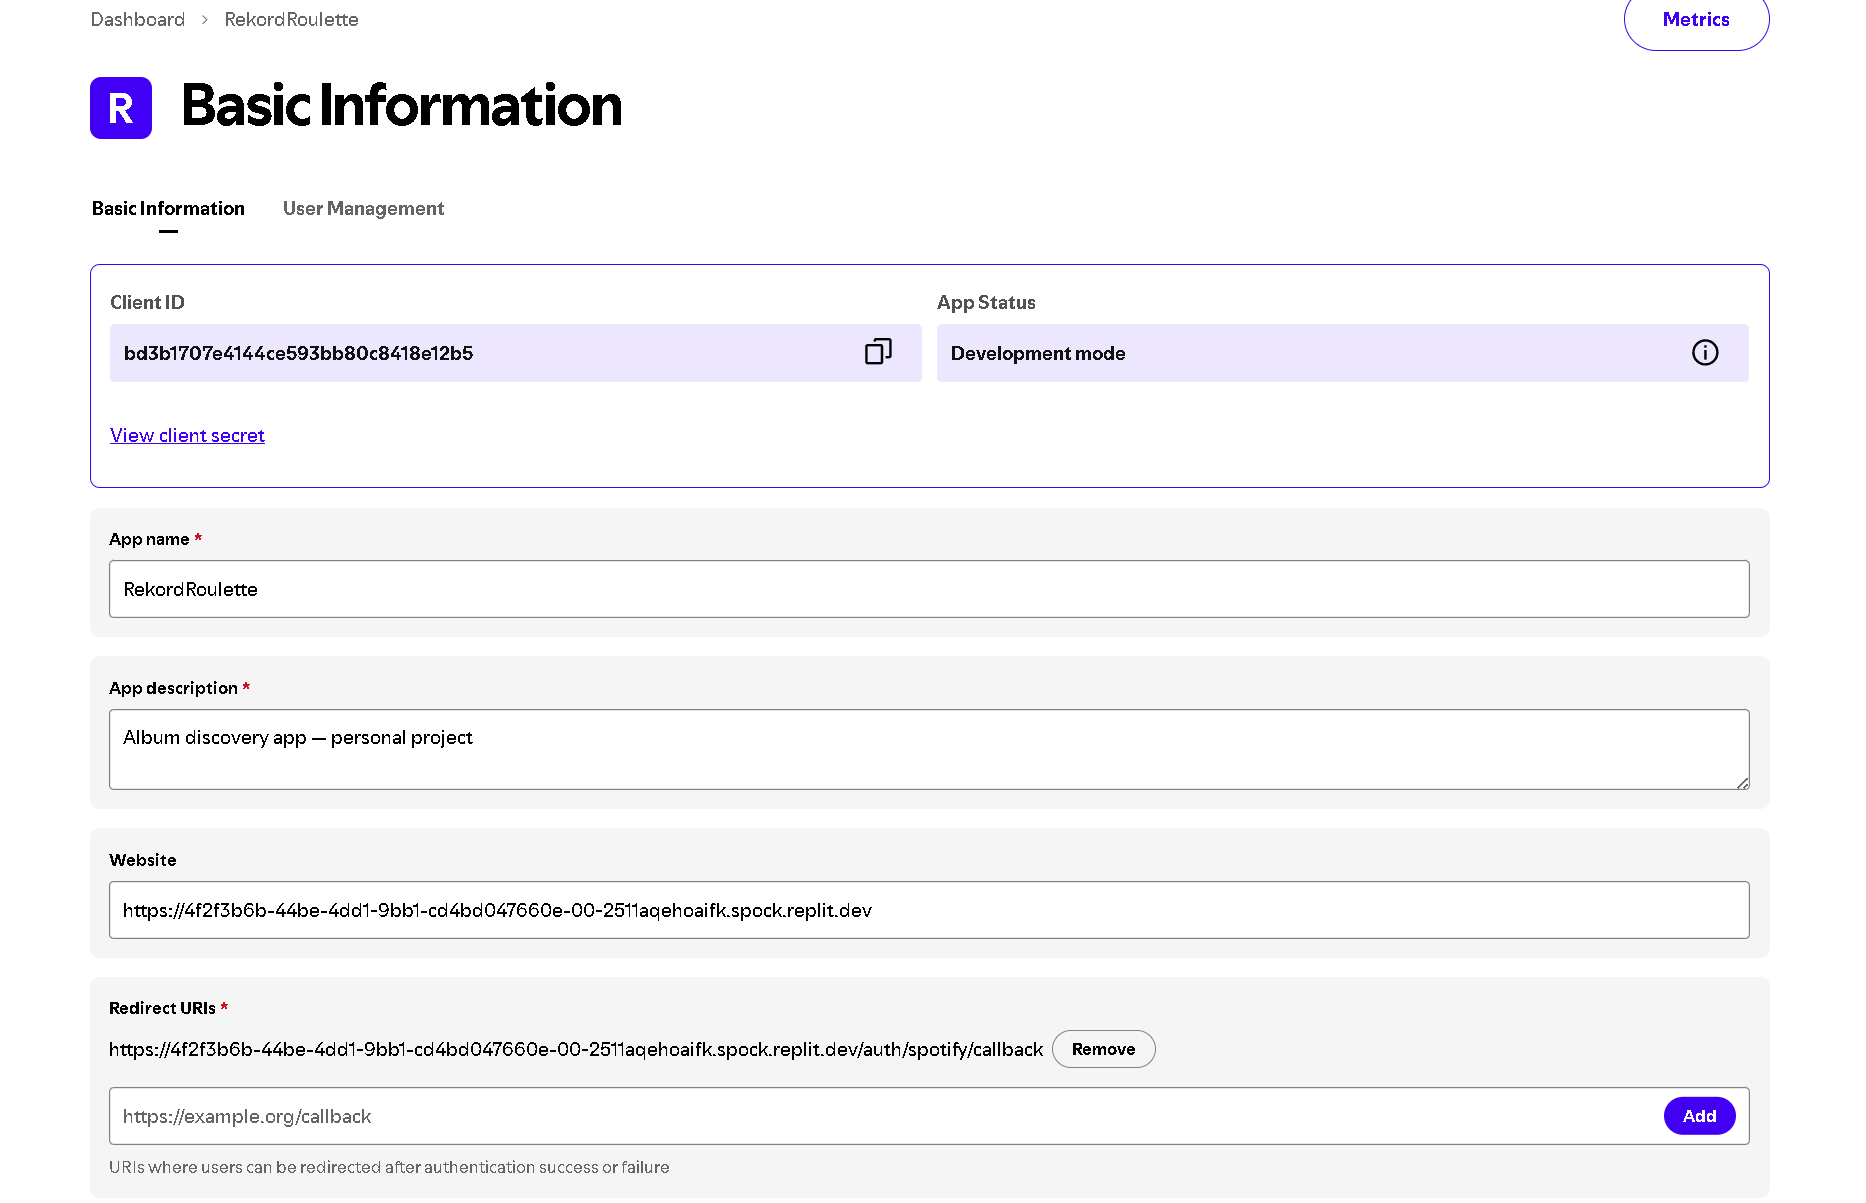 Dashboard > RekordRoulette
Metrics
R
Basic Information
Basic Information
User Management
Client ID
App Status
bd3b1707e4144ce593bb80c8418e12b5
Development mode
View client secret
App name *
RekordRoulette
App description *
Album discovery app — personal project
Website
https://4f2f3b6b-44be-4dd1-9bb1-cd4bd047660e-00-2511aqehoaifk.spock.replit.dev
Redirect URIs *
https://4f2f3b6b-44be-4dd1-9bb1-cd4bd047660e-00-2511aqehoaifk.spock.replit.dev/auth/spotify/callback
Remove
https://example.org/callback
Add
URIs where users can be redirected after authentication success or failure